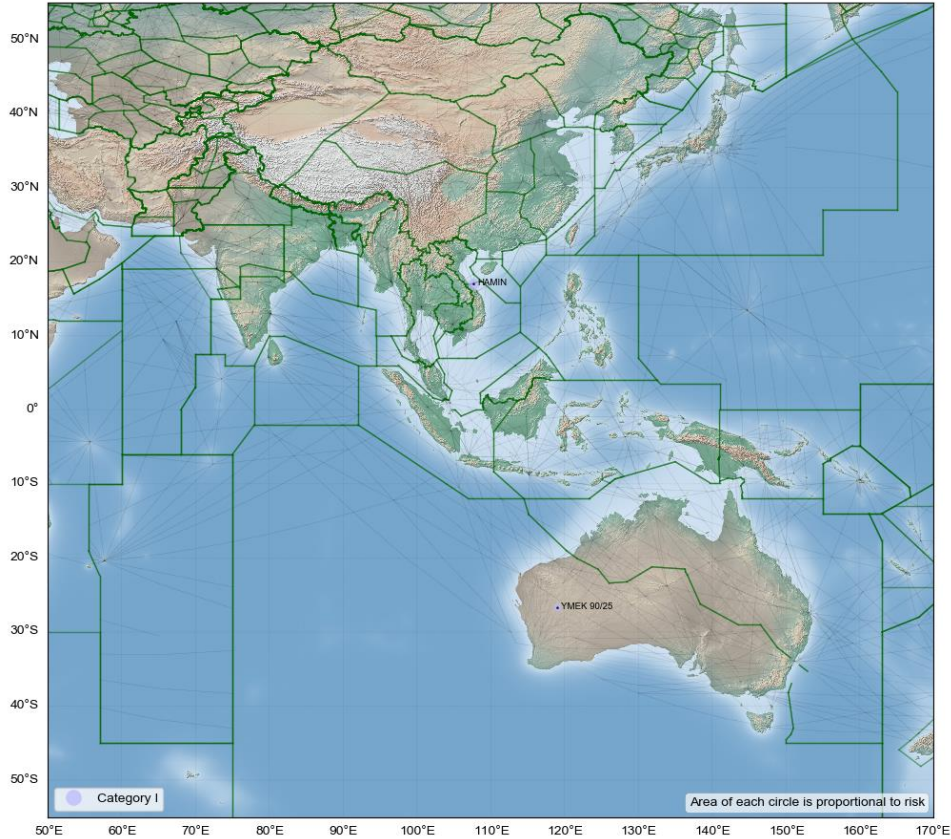 50°N
40°N
30°N
20°N
10°N
0°
10°S
20°S
30°S
40°S
50°S
HAMIN
YMEK 90/25
Category I
Area of each circle is proportional to risk
50°E 60°E 70°E 80°E 90°E 100°E 110°E 120°E 130°E 140°E 150°E 160°E 170°E